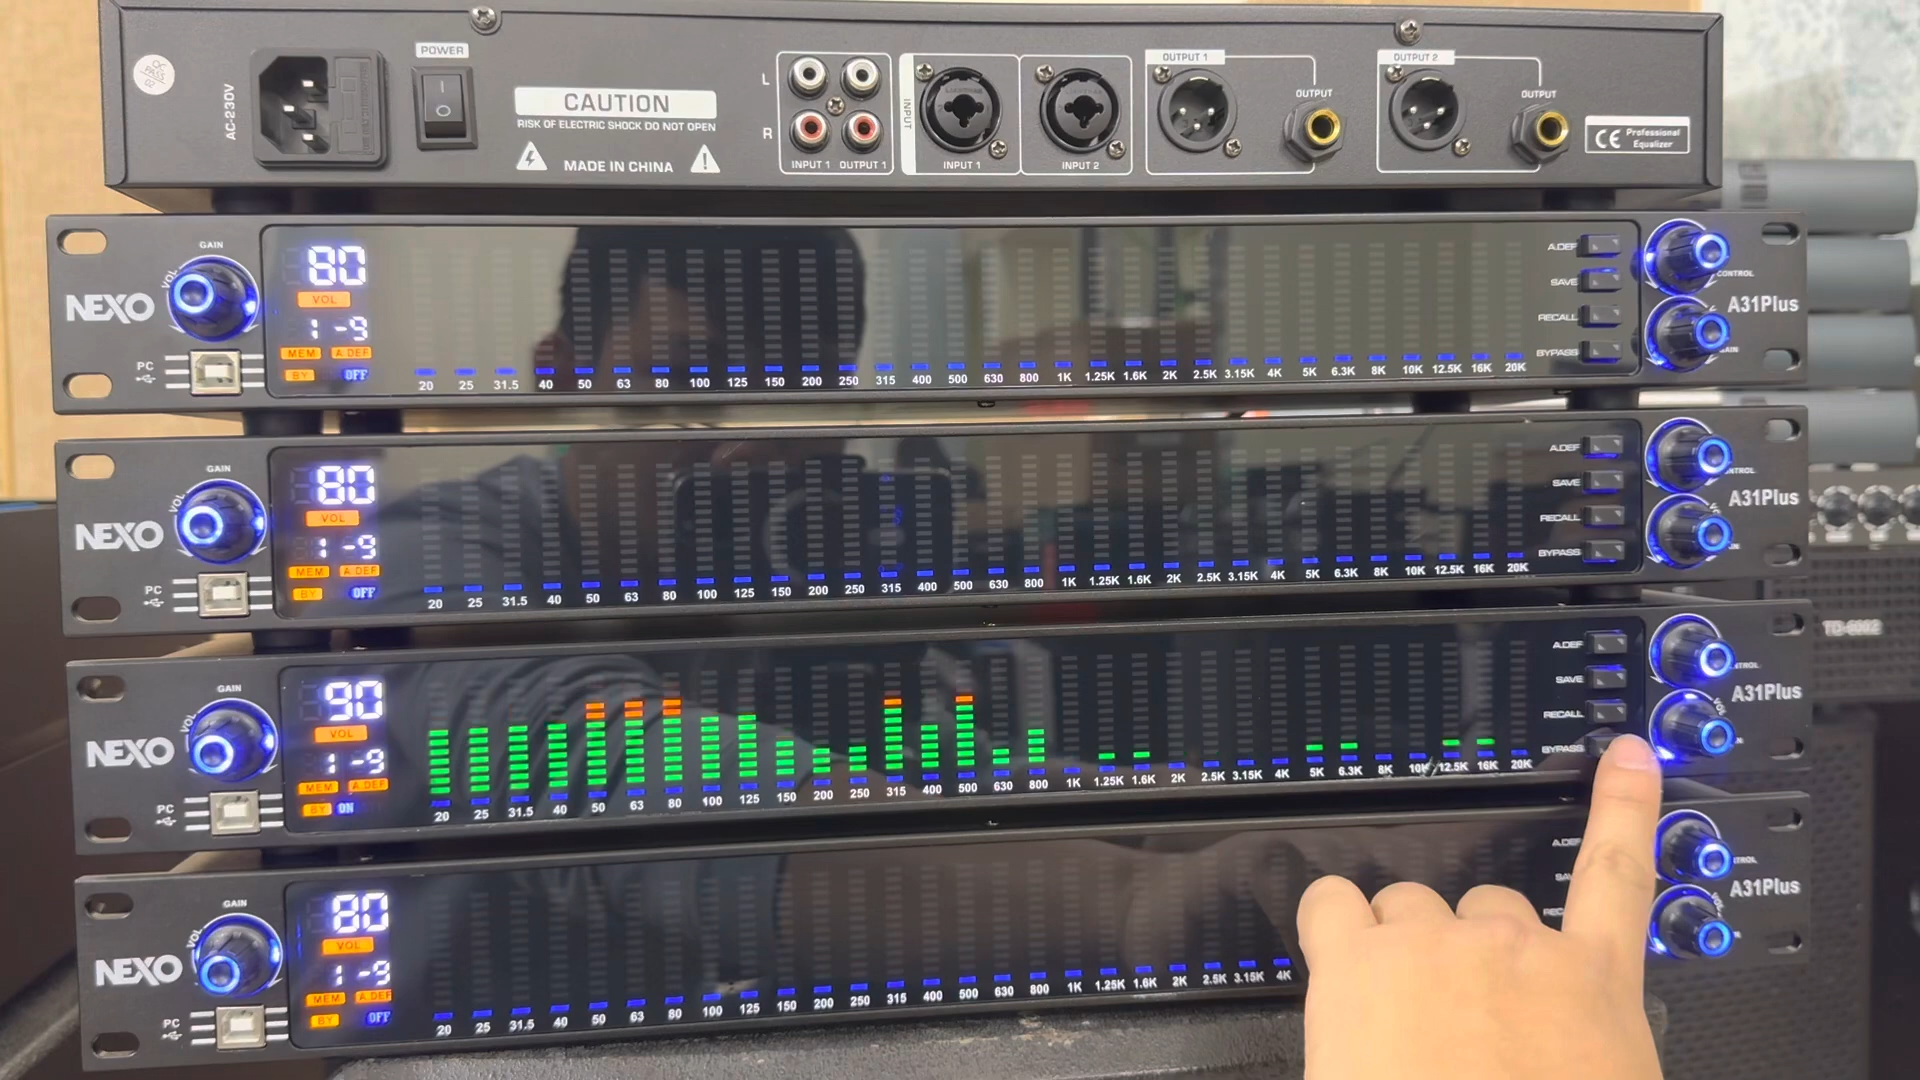 QC
PASS
02
AC-230V
POWER
CAUTION
RISK OF ELECTRIC SHOCK DO NOT OPEN
MADE IN CHINA
L
R
INPUT 1 OUTPUT 1
INPUT
INPUT 1
INPUT 2
OUTPUT 1
OUTPUT
OUTPUT 2
OUTPUT
CE Professional
Equalizer
GAIN
VOL
NEXO
PC
80
VOL
1-9
MEM A.DEF
BY OFF
20 25 31.5 40 50 63 80 100 125 150 200 250 315 400 500 630 800 1K 1.25K 1.6K 2K 2.5K 3.15K 4K 5K 6.3K 8K 10K 12.5K 16K 20K
A.DEF
SAVE
RECALL
BYPASS
CONTROL
A31Plus
GAIN
VOL
NEXO
PC
80
VOL
1-9
MEM A.DEF
BY OFF
20 25 31.5 40 50 63 80 100 125 150 200 250 315 400 500 630 800 1K 1.25K 1.6K 2K 2.5K 3.15K 4K 5K 6.3K 8K 10K 12.5K 16K 20K
A.DEF
SAVE
RECALL
BYPASS
A31Plus
TD-6002
GAIN
VOL
NEXO
PC
90
VOL
1-9
MEM A.DEF
BY ON
20 25 31.5 40 50 63 80 100 125 150 200 250 315 400 500 630 800 1K 1.25K 1.6K 2K 2.5K 3.15K 4K 5K 6.3K 8K 10K 12.5K 16K 20K
A.DEF
SAVE
RECALL
BYPASS
VOL
A31Plus
GAIN
VOL
NEXO
PC
80
VOL
1-9
MEM A.DEF
BY OFF
20 25 31.5 40 50 63 80 100 125 150 200 250 315 400 500 630 800 1K 1.25K 1.6K 2K 2.5K 3.15K 4K
A.DEF
A31Plus